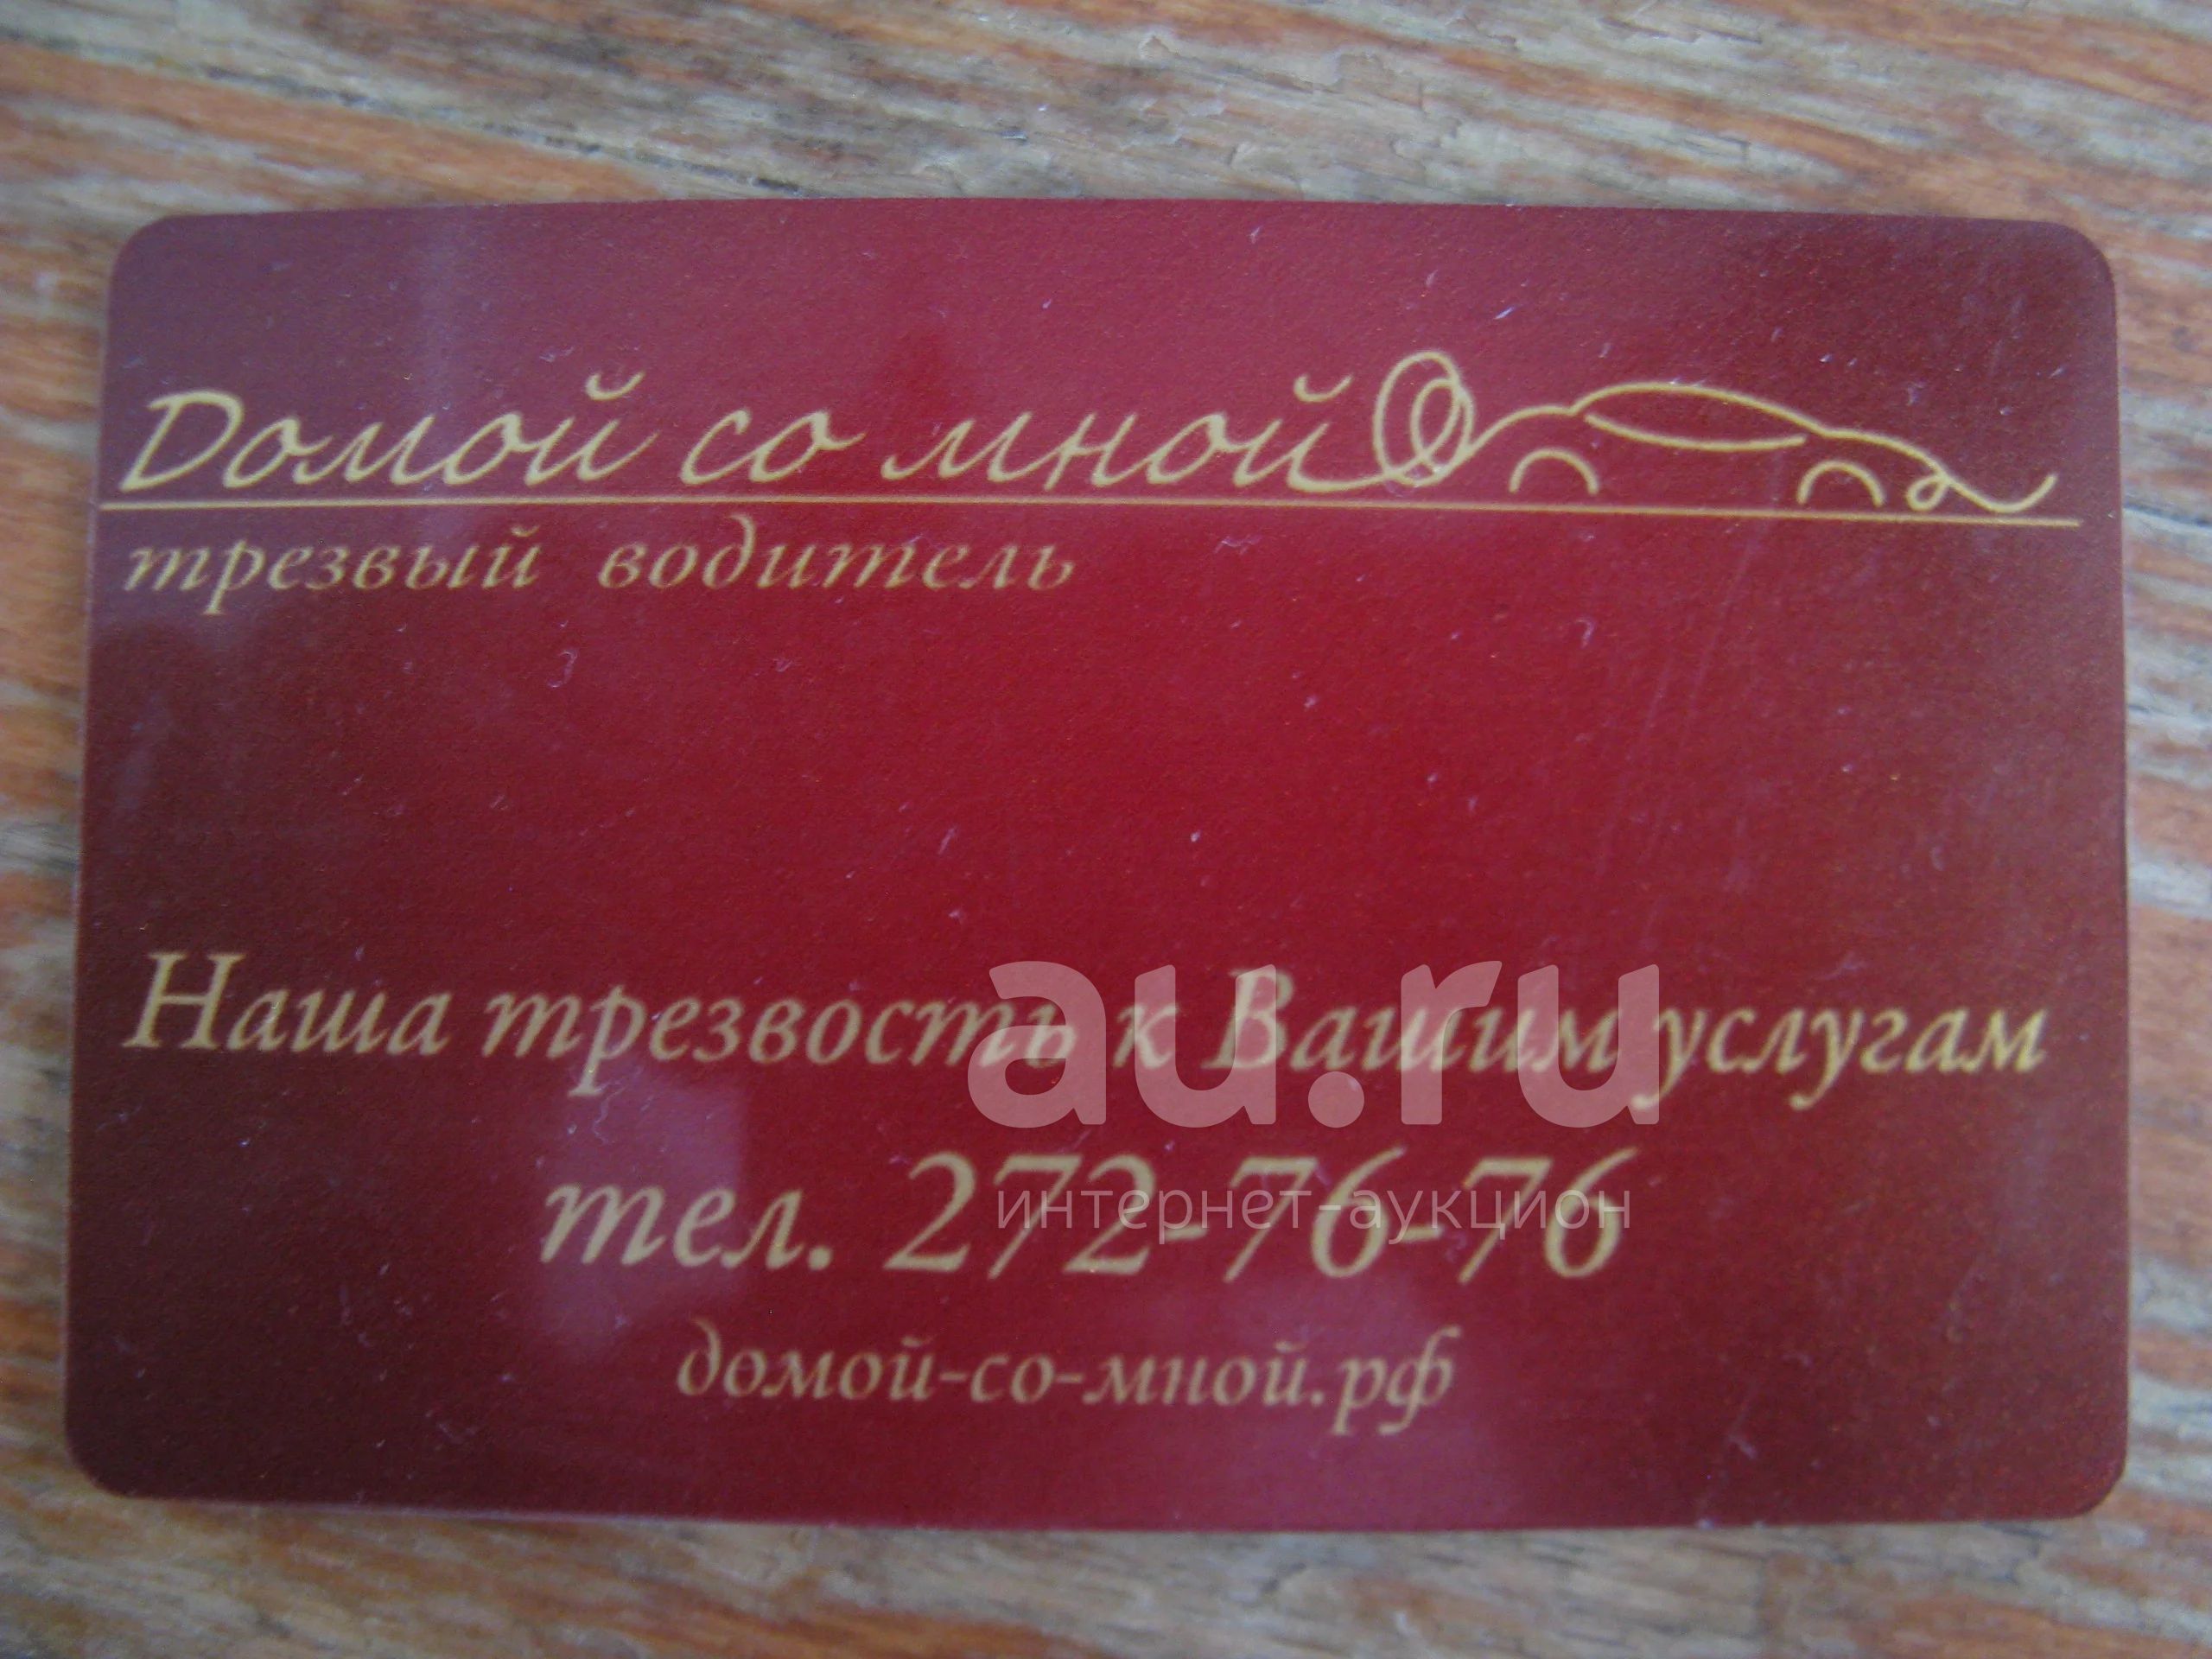 Домой со мной
трезвый водитель
Наша трезвость к Вашим услугам
au.ru
тел. 272-76-76
интернет-аукцион
домой-со-мной.рф